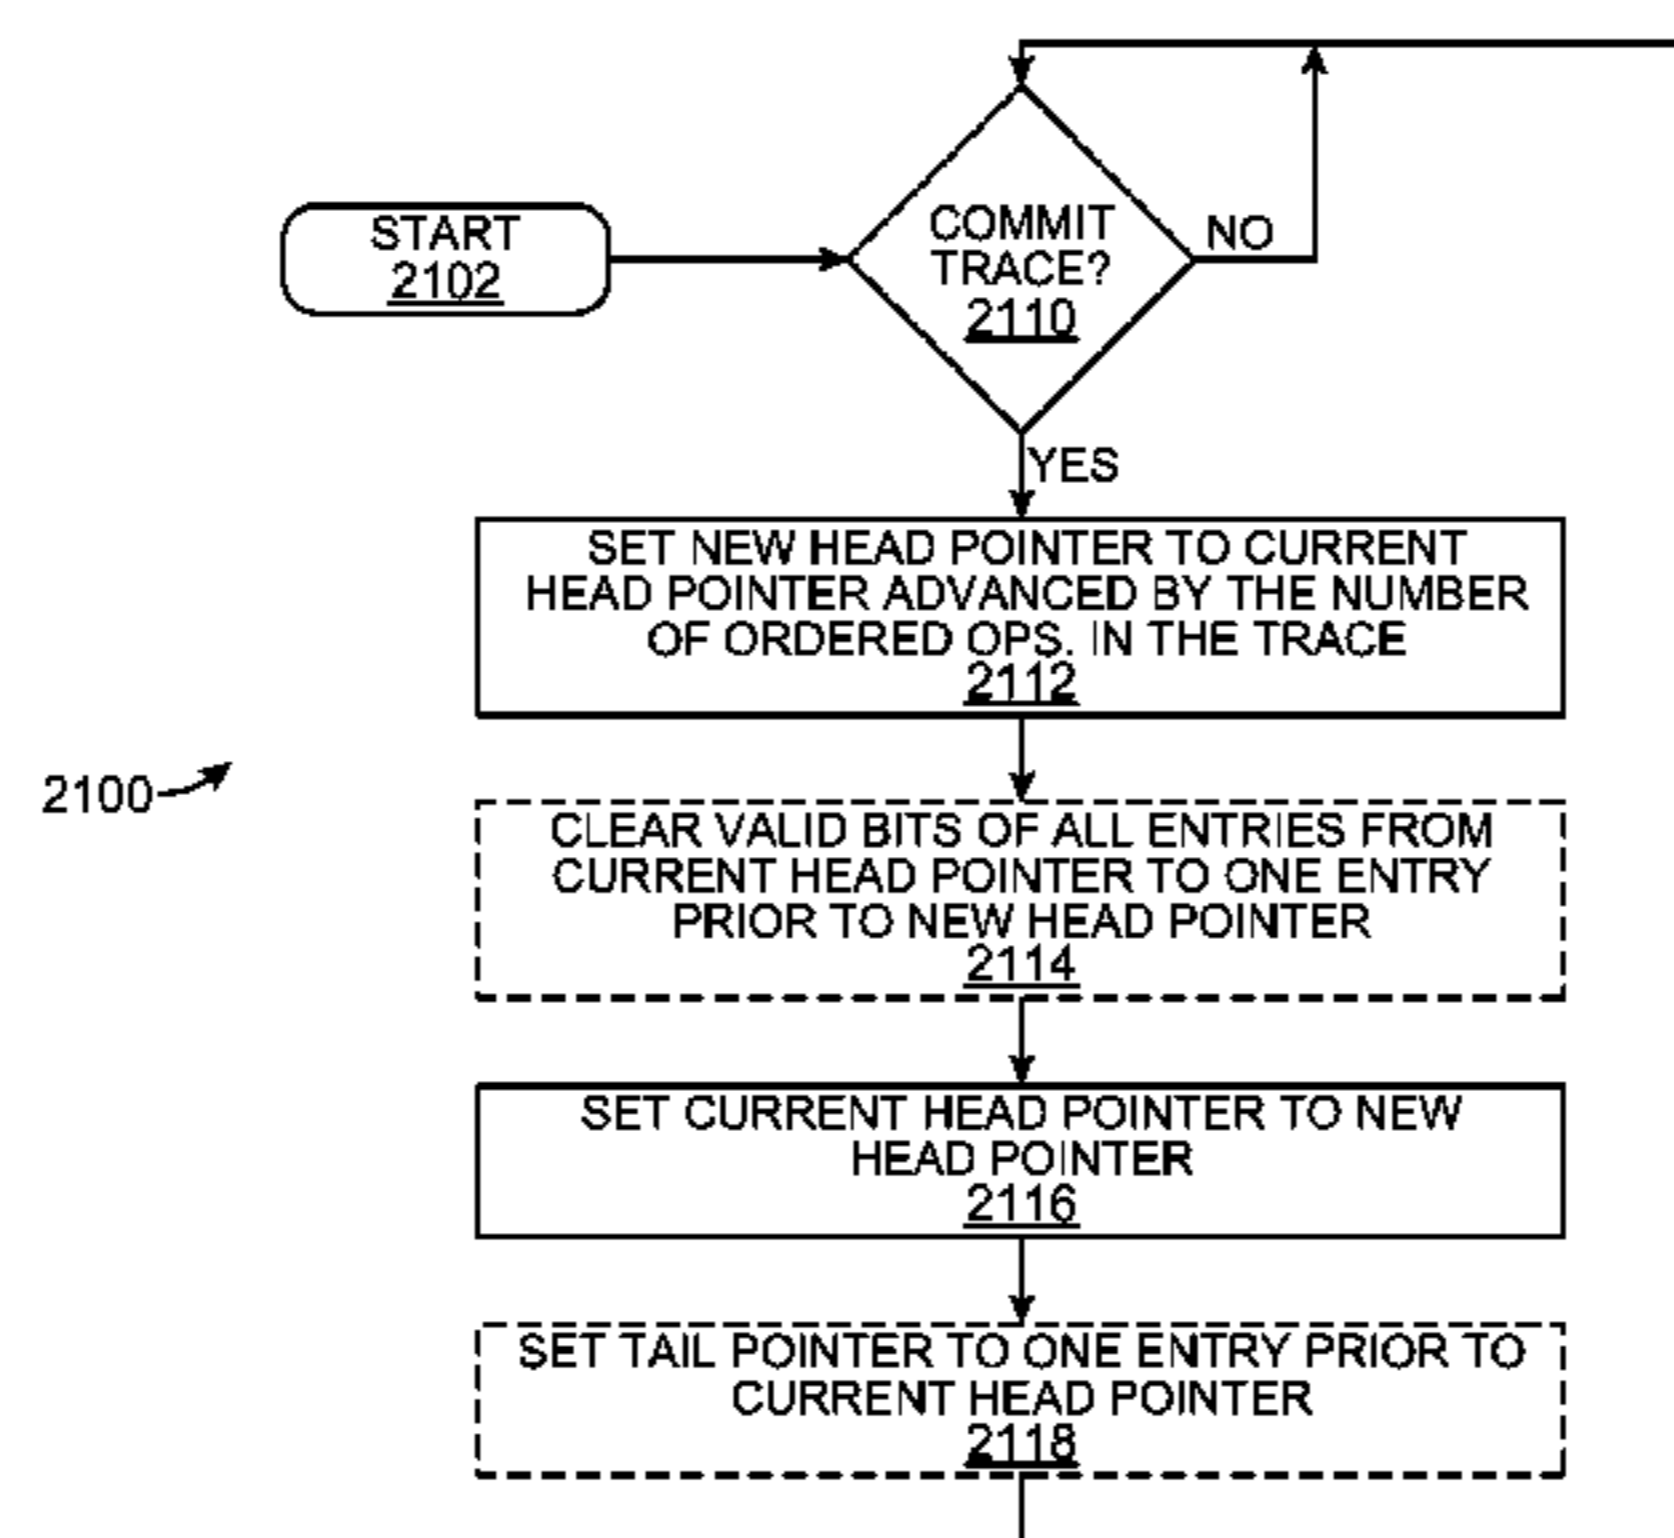 START
2102
COMMIT
TRACE?
2110
NO
YES
SET NEW HEAD POINTER TO CURRENT
HEAD POINTER ADVANCED BY THE NUMBER
OF ORDERED OPS. IN THE TRACE
2112
2100
CLEAR VALID BITS OF ALL ENTRIES FROM
CURRENT HEAD POINTER TO ONE ENTRY
PRIOR TO NEW HEAD POINTER
2114
SET CURRENT HEAD POINTER TO NEW
HEAD POINTER
2116
SET TAIL POINTER TO ONE ENTRY PRIOR TO
CURRENT HEAD POINTER
2118